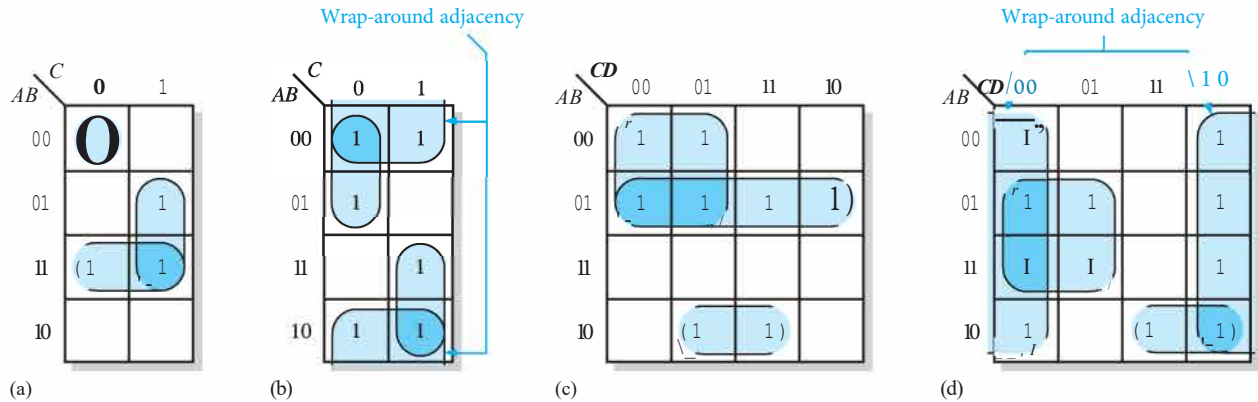 Wrap-around adjacency
Wrap-around adjacency
C
AB
0 1
00 O
01 1
11 (1 1
10
(a)
C
AB
0 1
00 1 1
01 1
11 1
10 1 1
(b)
CD
AB
00 01 11 10
00 1 1
01 1 1 1 1)
11
10 (1 1)
(c)
AB CD /00 01 11 \10
00 I 1
01 1 1 1
11 I I 1
10 1 (1 1)
(d)